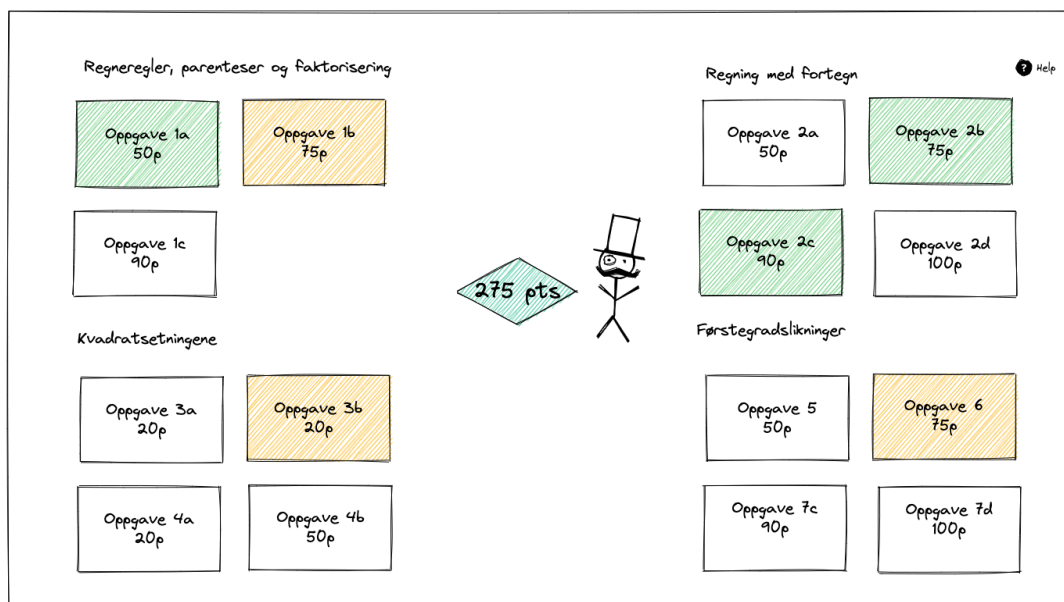 Regneregler, parenteser og faktorisering
Oppgave 1a
50p
Oppgave 1b
75p
Oppgave 1c
90p
Regning med fortegn
? Help
Oppgave 2a
50p
Oppgave 2b
75p
Oppgave 2c
90p
Oppgave 2d
100p
275 pts
Kvadratsetningene
Oppgave 3a
20p
Oppgave 3b
20p
Oppgave 4a
20p
Oppgave 4b
50p
Førstegradslikninger
Oppgave 5
50p
Oppgave 6
75p
Oppgave 7c
90p
Oppgave 7d
100p